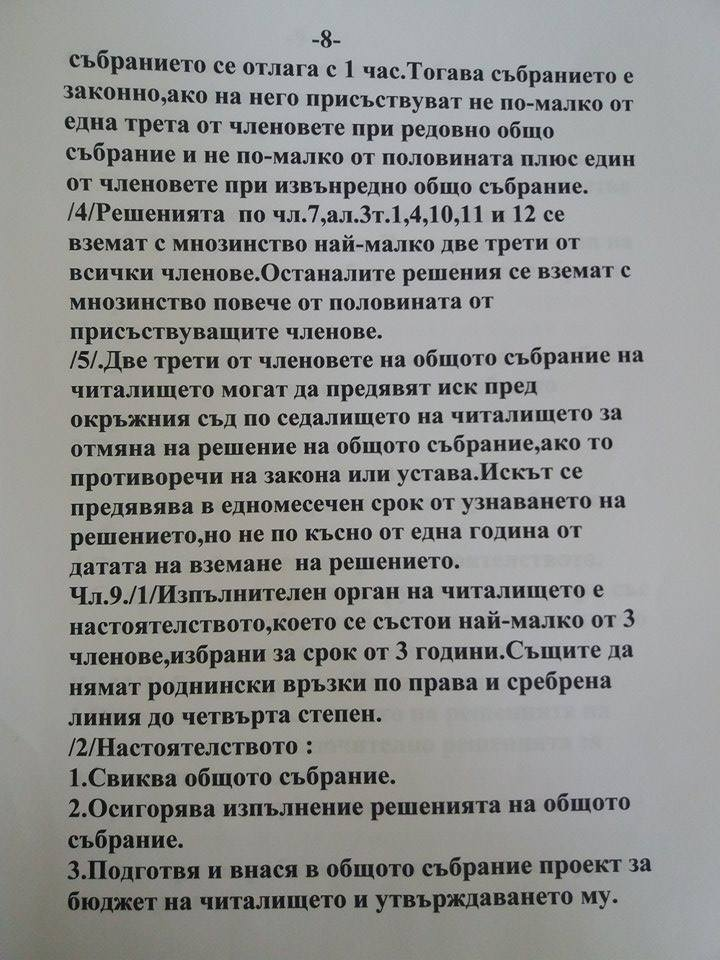 -8-
събранието се отлага с 1 час.Тогава събранието е
законно,ако на него присъствуват не по-малко от
една трета от членовете при редовно общо
събрание и не по-малко от половината плюс един
от членовете при извънредно общо събрание.
/4/Решенията по чл.7,ал.3т.1,4,10,11 и 12 се
вземат с мнозинство най-малко две трети от
всички членове.Останалите решения се вземат с
мнозинство повече от половината от
присъствуващите членове.
/5/.Две трети от членовете на общото събрание на
читалището могат да предявят иск пред
окръжния съд по седалището на читалището за
отмяна на решение на общото събрание,ако то
противоречи на закона или устава.Искът се
предявява в едномесечен срок от узнаването на
решението,но не по късно от една година от
датата на вземане на решението.
Чл.9./1/Изпълнителен орган на читалището е
настоятелството,което се състои най-малко от 3
членове,избрани за срок от 3 години.Същите да
нямат роднински връзки по права и сребрена
линия до четвърта степен.
/2/Настоятелството :
1.Свиква общото събрание.
2.Осигорява изпълнение решенията на общото
събрание.
3.Подготвя и внася в общото събрание проект за
бюджет на читалището и утвърждаването му.